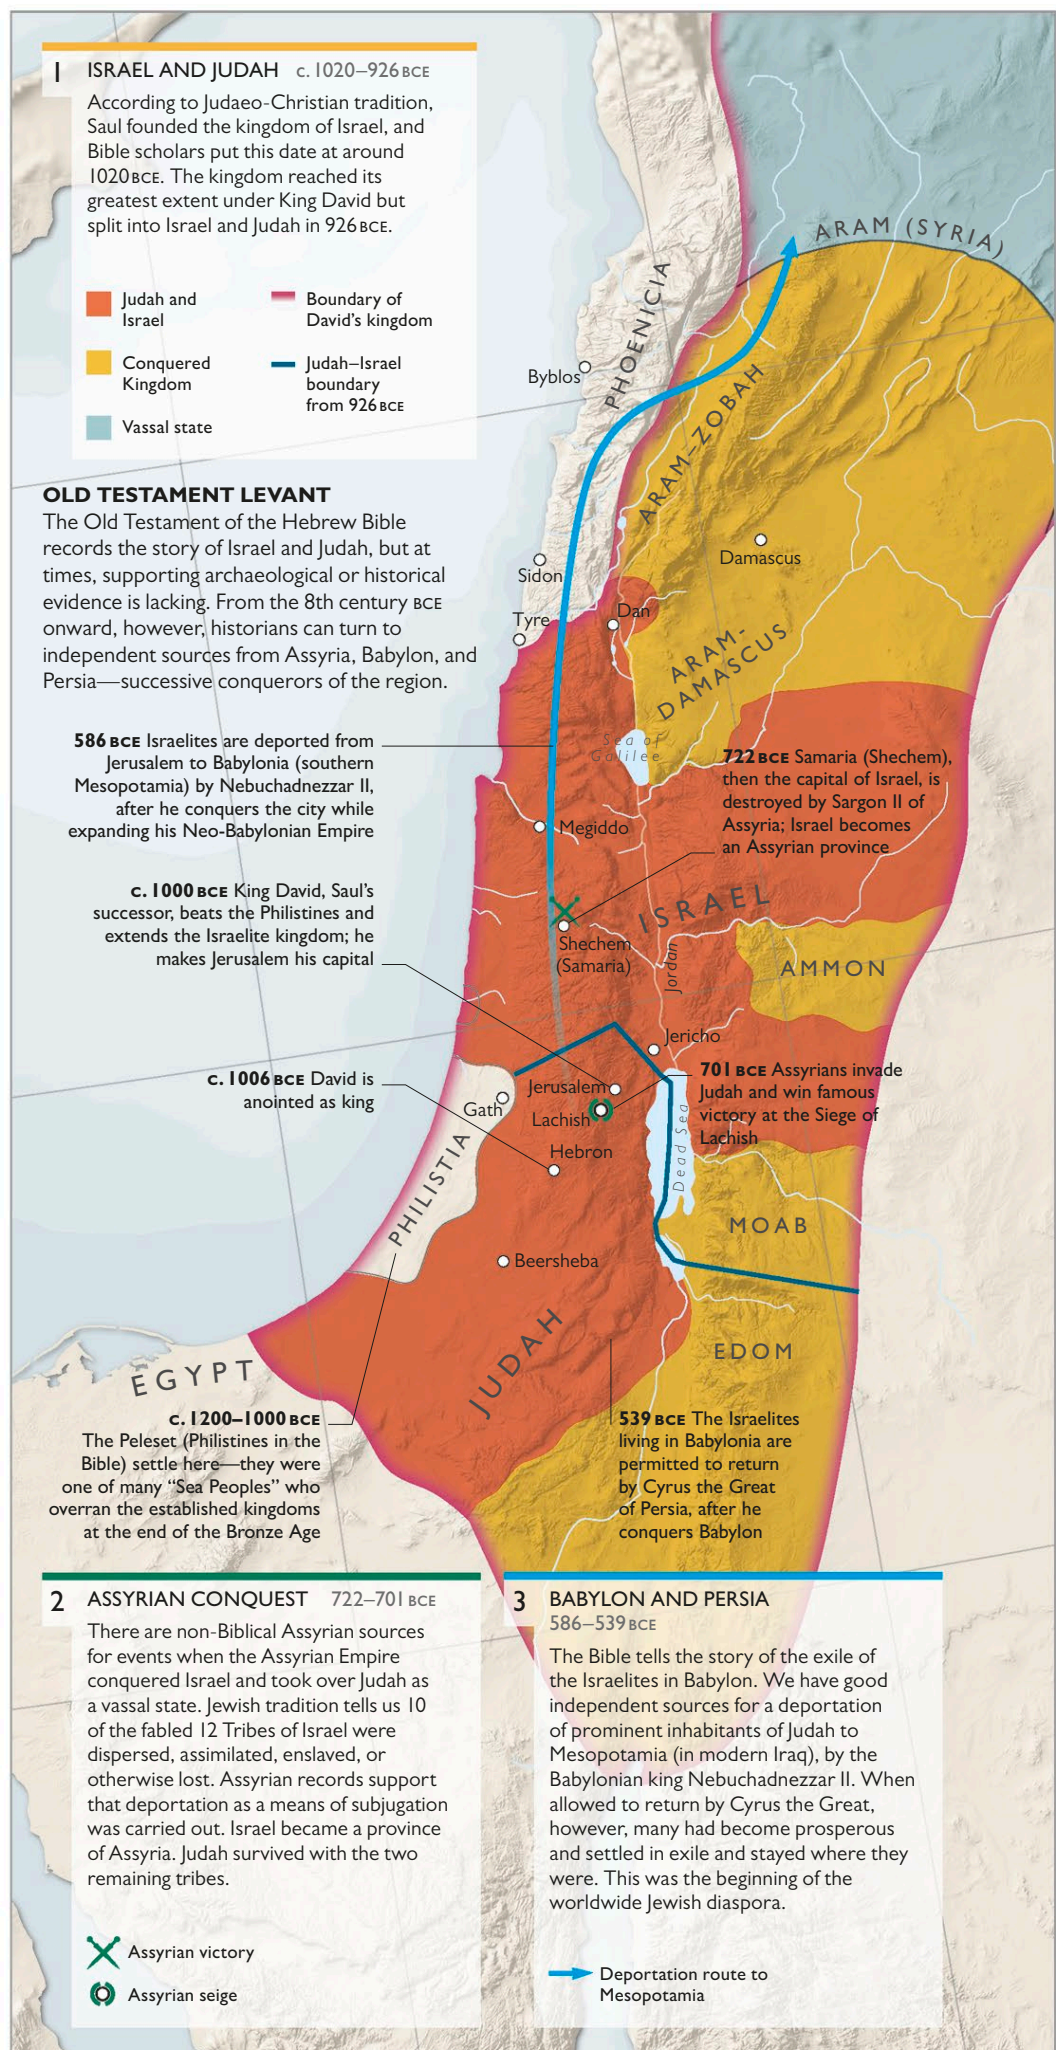 1 ISRAEL AND JUDAH c. 1020–926 BCE
According to Judaeo-Christian tradition,
Saul founded the kingdom of Israel, and
Bible scholars put this date at around
1020 BCE. The kingdom reached its
greatest extent under King David but
split into Israel and Judah in 926 BCE.
Judah and
Israel
Conquered
Kingdom
Vassal state
Boundary of
David's kingdom
Judah–Israel
boundary
from 926 BCE
OLD TESTAMENT LEVANT
The Old Testament of the Hebrew Bible
records the story of Israel and Judah, but at
times, supporting archaeological or historical
evidence is lacking. From the 8th century BCE
onward, however, historians can turn to
independent sources from Assyria, Babylon, and
Persia—successive conquerors of the region.
ARAM (SYRIA)
PHOENICIA
Byblos
ARAM–ZOBAH
Damascus
Sidon
Tyre
Dan
ARAM-
DAMASCUS
Sea of
Galilee
586 BCE Israelites are deported from
Jerusalem to Babylonia (southern
Mesopotamia) by Nebuchadnezzar II,
after he conquers the city while
expanding his Neo-Babylonian Empire
722 BCE Samaria (Shechem),
then the capital of Israel, is
destroyed by Sargon II of
Assyria; Israel becomes
an Assyrian province
Megiddo
c. 1000 BCE King David, Saul's
successor, beats the Philistines and
extends the Israelite kingdom; he
makes Jerusalem his capital
ISRAEL
Shechem
(Samaria)
Jordan
AMMON
Jericho
c. 1006 BCE David is
anointed as king
701 BCE Assyrians invade
Judah and win famous
victory at the Siege of
Lachish
Jerusalem
Gath
Lachish
Dead Sea
Hebron
PHILISTIA
MOAB
Beersheba
JUDAH
EDOM
EGYPT
c. 1200–1000 BCE
The Peleset (Philistines in the
Bible) settle here—they were
one of many “Sea Peoples” who
overran the established kingdoms
at the end of the Bronze Age
539 BCE The Israelites
living in Babylonia are
permitted to return
by Cyrus the Great
of Persia, after he
conquers Babylon
2 ASSYRIAN CONQUEST 722–701 BCE
There are non-Biblical Assyrian sources
for events when the Assyrian Empire
conquered Israel and took over Judah as
a vassal state. Jewish tradition tells us 10
of the fabled 12 Tribes of Israel were
dispersed, assimilated, enslaved, or
otherwise lost. Assyrian records support
that deportation as a means of subjugation
was carried out. Israel became a province
of Assyria. Judah survived with the two
remaining tribes.
Assyrian victory
Assyrian seige
3 BABYLON AND PERSIA
586–539 BCE
The Bible tells the story of the exile of
the Israelites in Babylon. We have good
independent sources for a deportation
of prominent inhabitants of Judah to
Mesopotamia (in modern Iraq), by the
Babylonian king Nebuchadnezzar II. When
allowed to return by Cyrus the Great,
however, many had become prosperous
and settled in exile and stayed where they
were. This was the beginning of the
worldwide Jewish diaspora.
Deportation route to
Mesopotamia